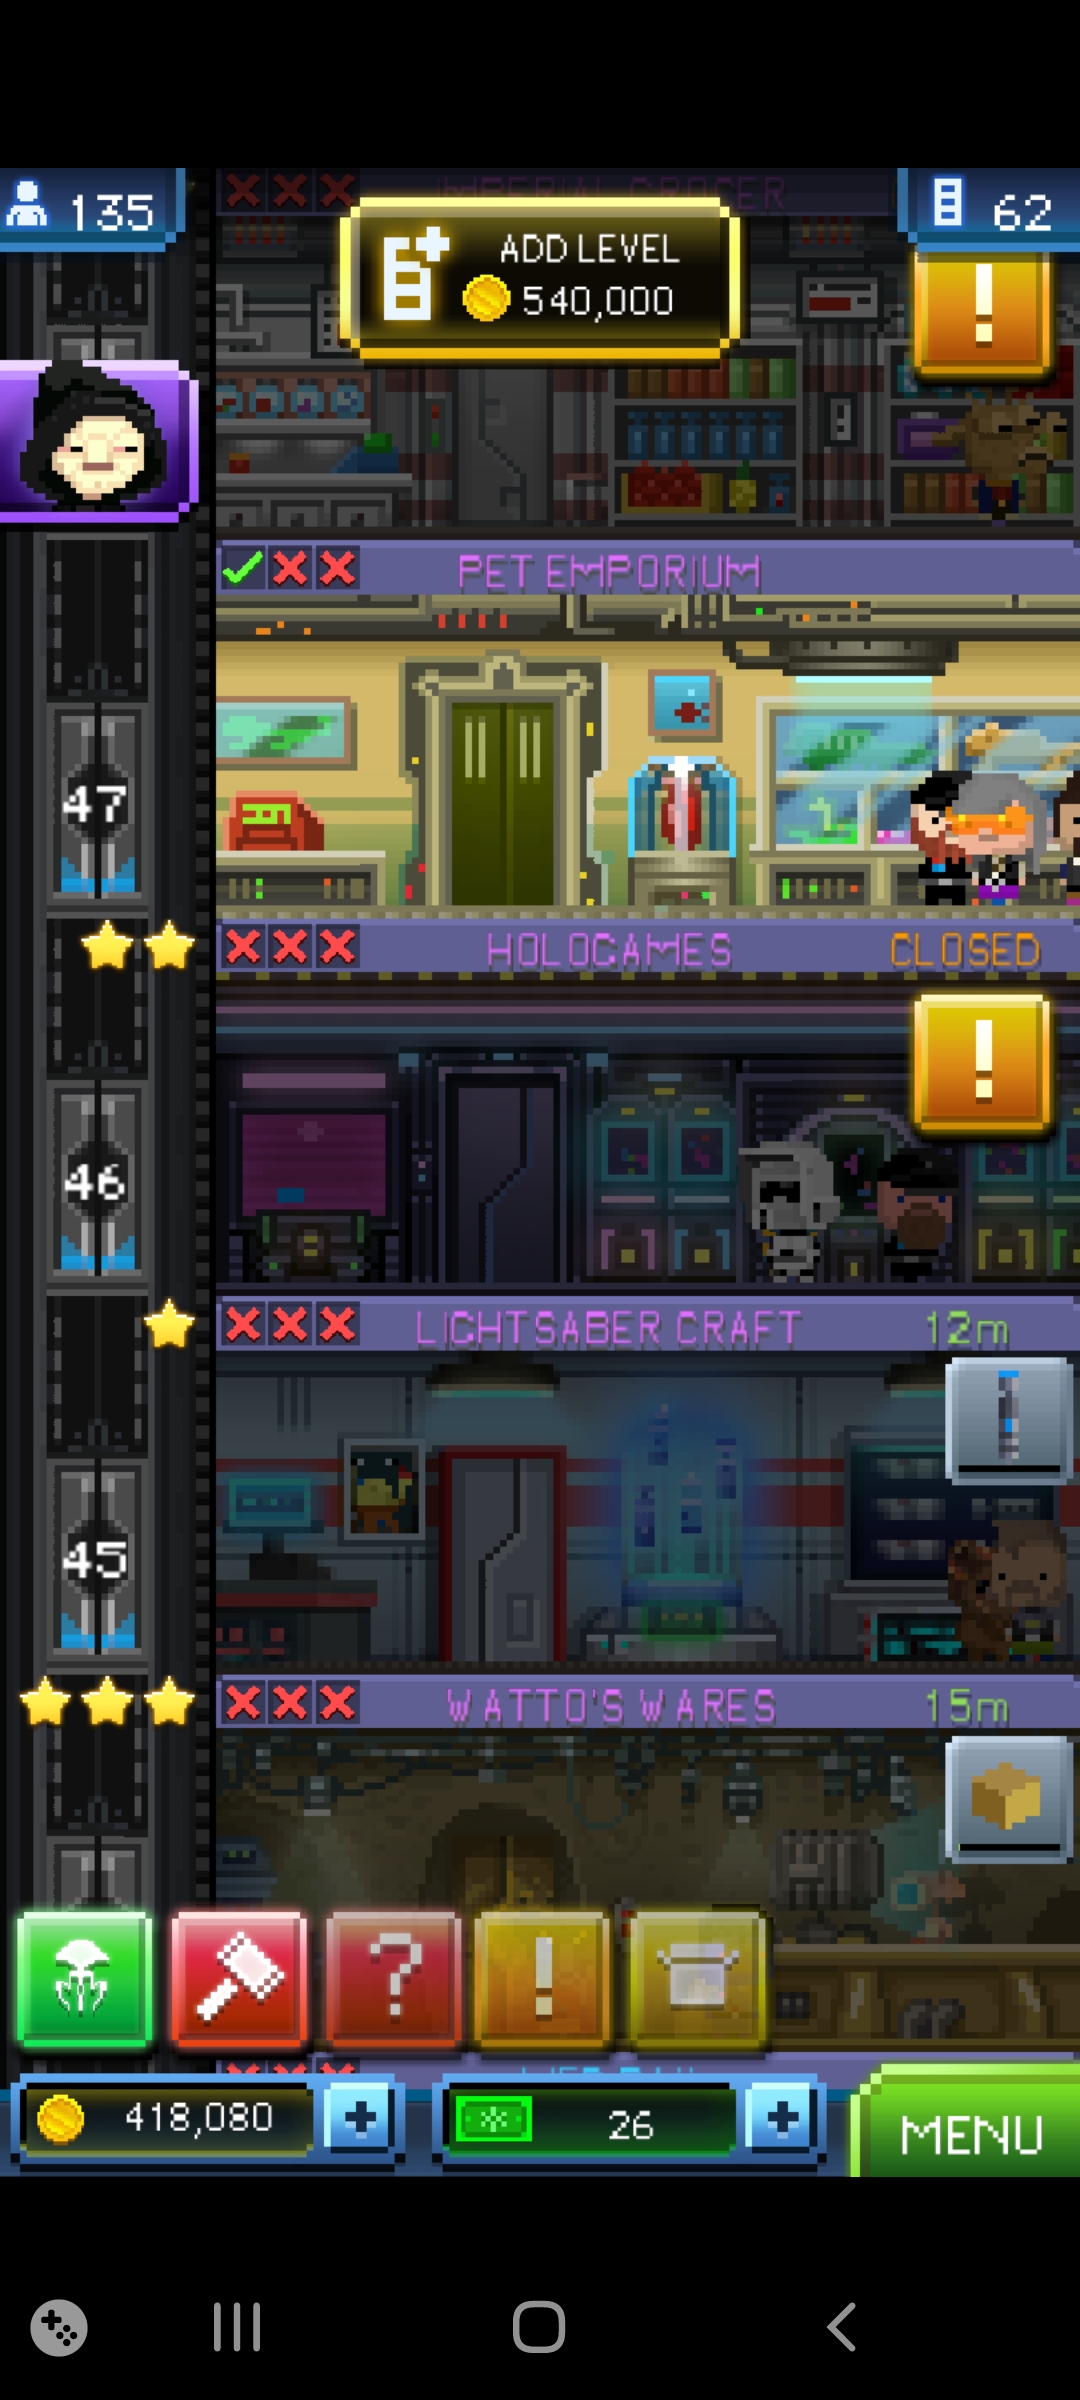 IMPERIAL GROCER
135
62
ADD LEVEL
540,000
!
PET EMPORIUM
47
HOLOGAMES CLOSED
!
46
LIGHTSABER CRAFT 12m
45
WATTO'S WARES 15m
? !
418,080
26
MENU